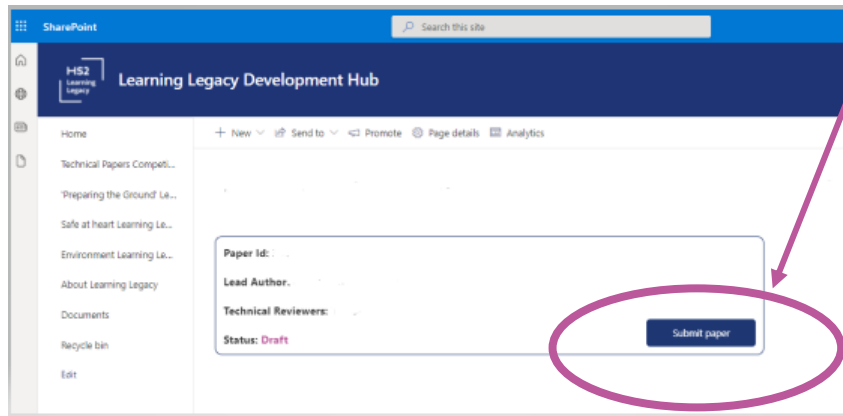 SharePoint
Search this site
HS2
Learning
Legacy
Learning Legacy Development Hub
Home
Technical Papers Competi...
'Preparing the Ground' Le...
Safe at heart Learning Le...
Environment Learning Le...
About Learning Legacy
Documents
Recycle bin
Edit
New
Send to
Promote
Page details
Analytics
Paper Id:
Lead Author.
Technical Reviewers:
Status: Draft
Submit paper